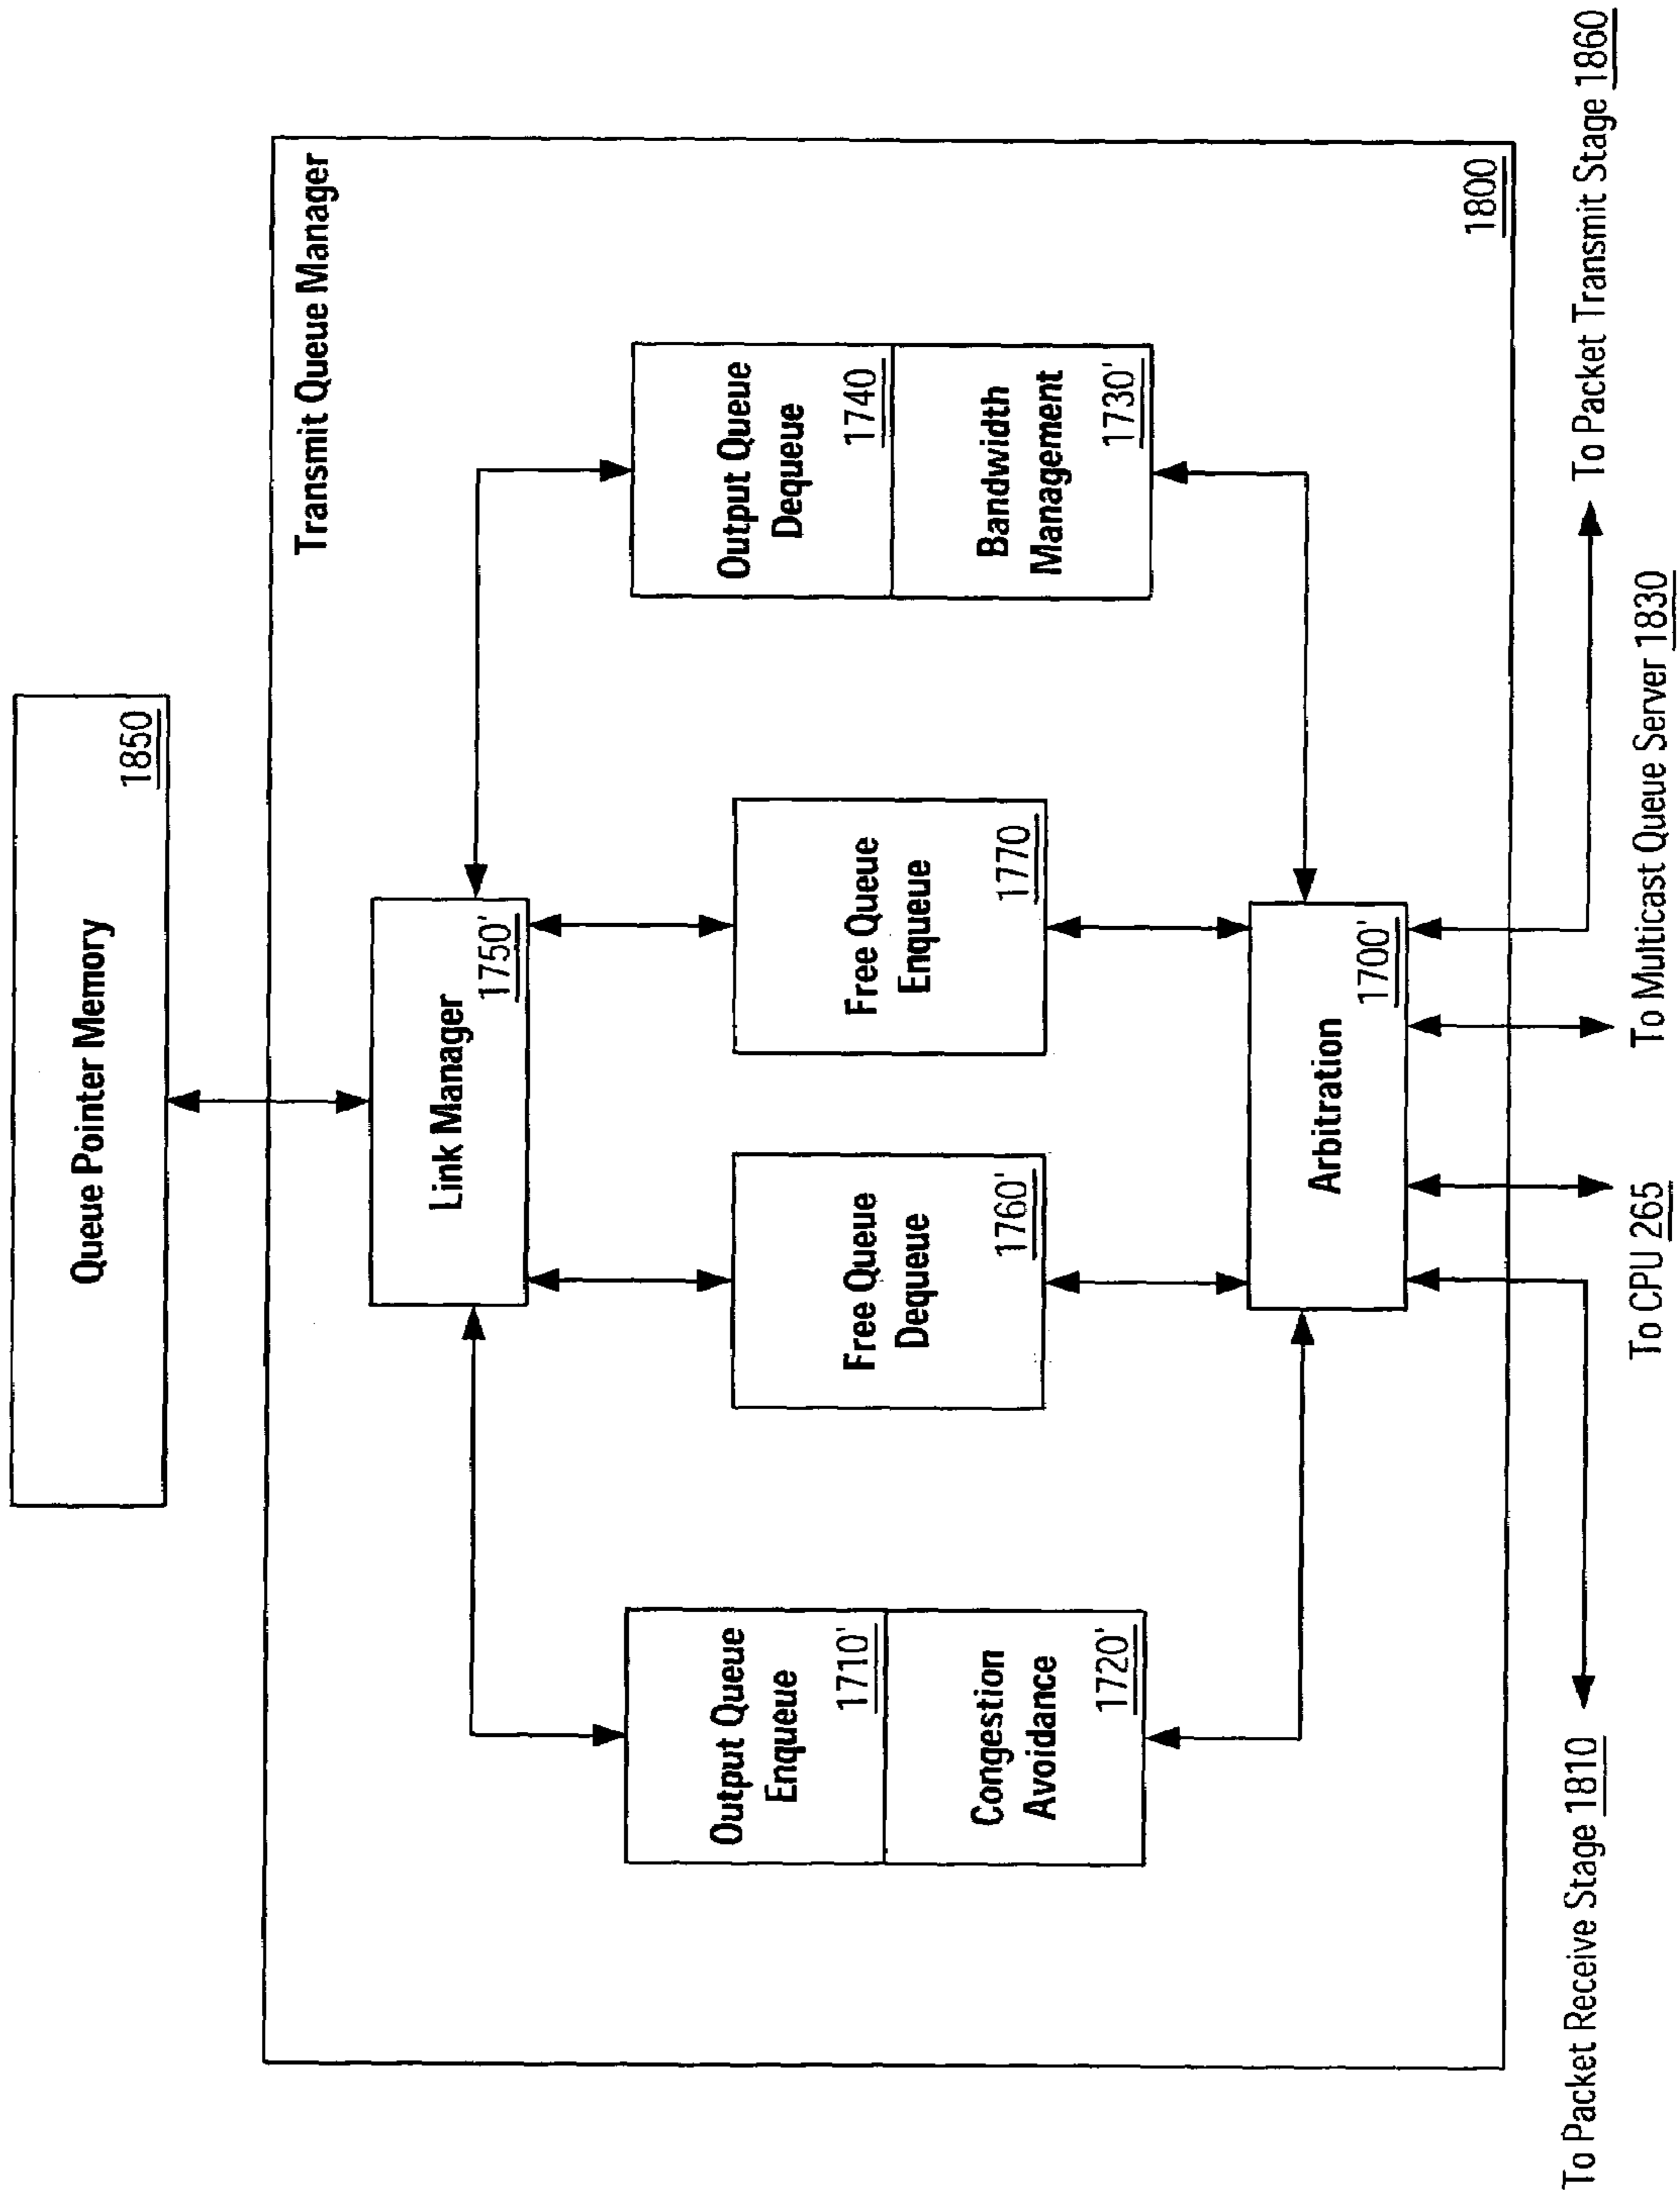 Queue Pointer Memory
1850
Transmit Queue Manager
Link Manager
1750'
Output Queue
Enqueue
1710'
Congestion
Avoidance
1720'
Free Queue
Dequeue
1760'
Free Queue
Enqueue
1770
Output Queue
Dequeue
1740
Bandwidth
Management
1730'
Arbitration
1700'
1800
To Packet Receive Stage 1810
To CPU 265
To Multicast Queue Server 1830
To Packet Transmit Stage 1860